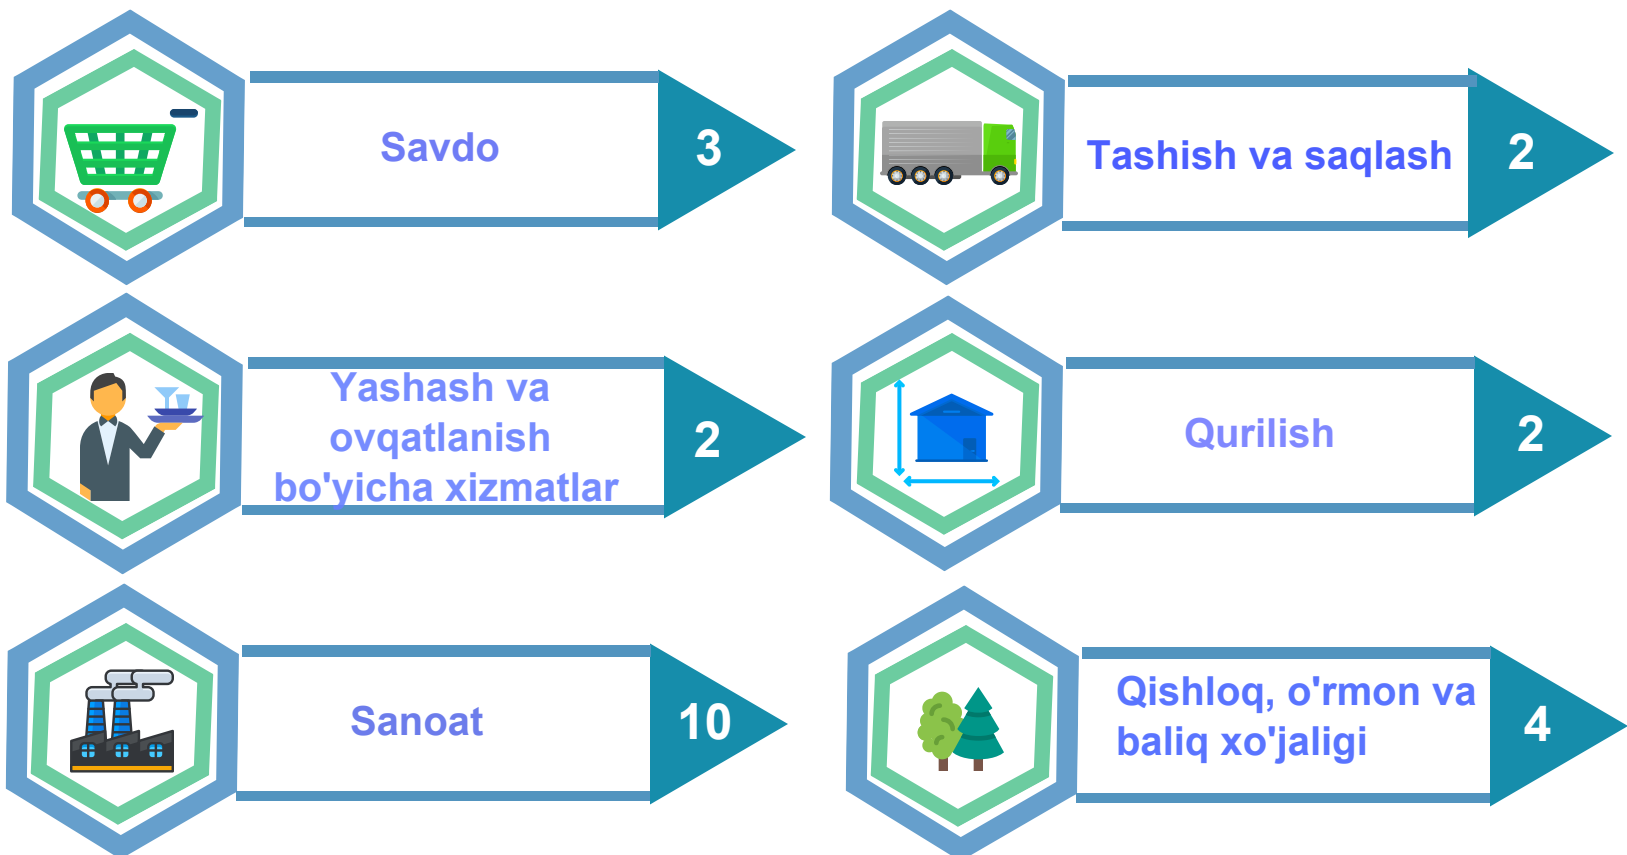 Savdo
3
Tashish va saqlash
2
Yashash va
ovqatlanish
bo'yicha xizmatlar
2
Qurilish
2
Sanoat
10
Qishloq, o'rmon va
baliq xo'jaligi
4